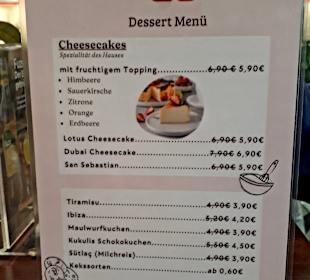 Dessert Menü
Cheesecakes
Spezialität des Hauses
mit fruchtigem Topping..............6,90 € 5,90€
• Himbeere
• Sauerkirsche
• Zitrone
• Orange
• Erdbeere
Lotus Cheesecake...................6,90€ 5,90€
Dubai Cheesecake..................7,90€ 6,90€
San Sebastian.......................6,90€ 5,90€
Tiramisu............................4,90€ 3,90€
Ibiza................................5,20€ 4,20€
Maulwurfkuchen....................4,90€ 3,90€
Kukulis Schokokuchen..............5,50€ 4,50€
Sütlaç (Milchreis)...................4,90€ 3,90€
Kekssorten..........................ab 0,60€